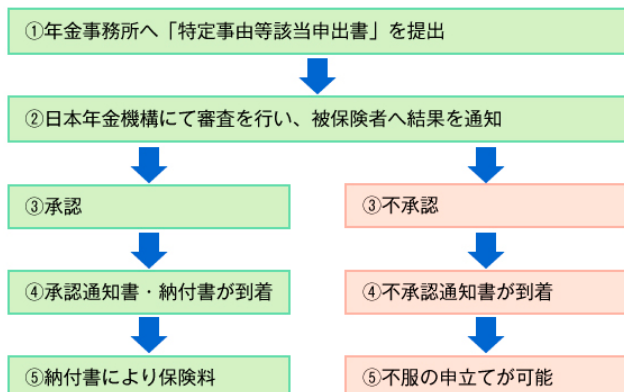 ①年金事務所へ「特定事由等該当申出書」を提出
②日本年金機構にて審査を行い、被保険者へ結果を通知
③承認
③不承認
④承認通知書・納付書が到着
④不承認通知書が到着
⑤納付書により保険料
⑤不服の申立てが可能